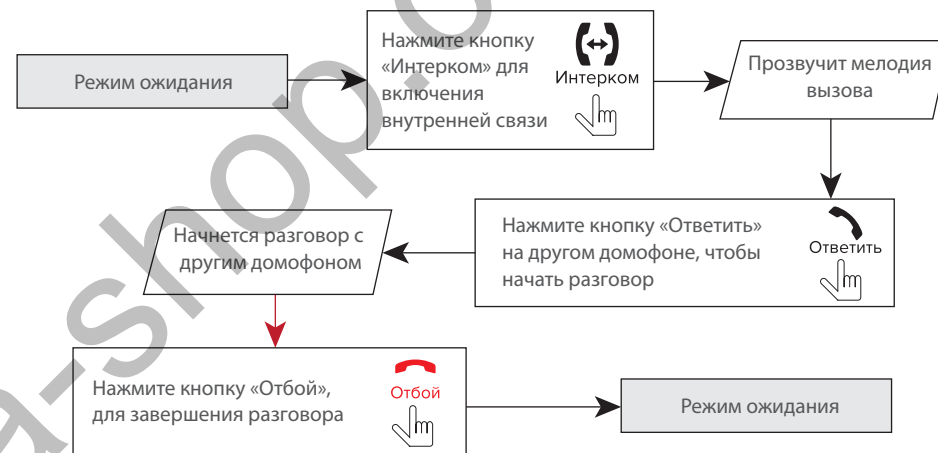 Режим ожидания
Нажмите кнопку
«Интерком» для
включения
внутренней связи
Интерком
Прозвучит мелодия
вызова
Нажмите кнопку «Ответить»
на другом домофоне, чтобы
начать разговор
Ответить
Начнется разговор с
другим домофоном
Нажмите кнопку «Отбой»,
для завершения разговора
Отбой
Режим ожидания
a-shop.c